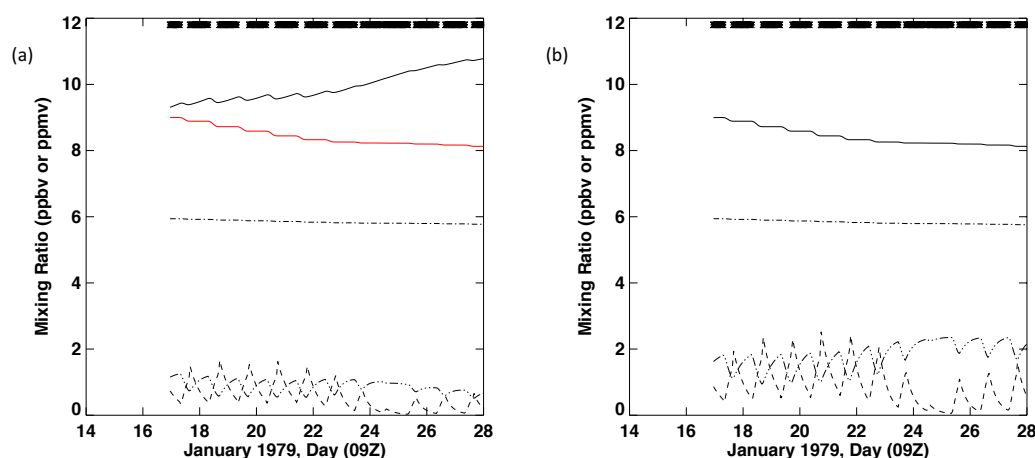 (a)
Mixing Ratio (ppbv or ppmv)
12
10
8
6
4
2
0
14 16 18 20 22 24 26 28
January 1979, Day (09Z)
(b)
Mixing Ratio (ppbv or ppmv)
12
10
8
6
4
2
0
14 16 18 20 22 24 26 28
January 1979, Day (09Z)